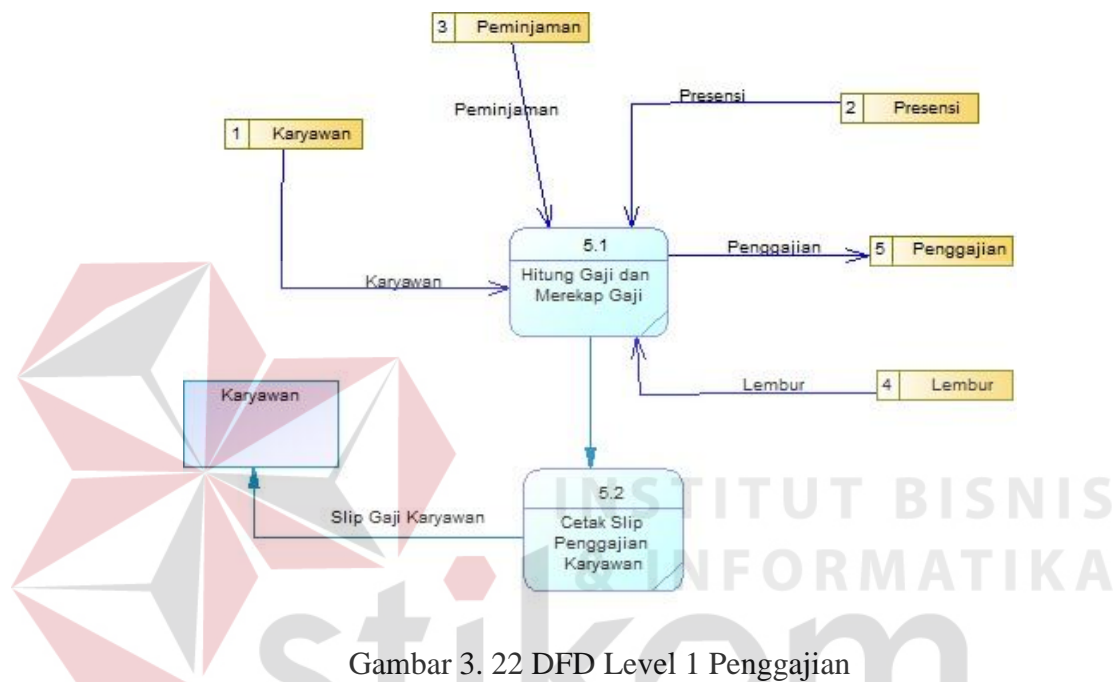 3 Peminjaman
Peminjaman
Presensi
2 Presensi
1 Karyawan
5.1
Hitung Gaji dan
Merekap Gaji
Penggajian
5 Penggajian
Karyawan
Lembur
4 Lembur
Karyawan
Slip Gaji Karyawan
5.2
Cetak Slip
Penggajian
Karyawan
INSTITUT BISNIS
& INFORMATIKA
stikom
Gambar 3. 22 DFD Level 1 Penggajian